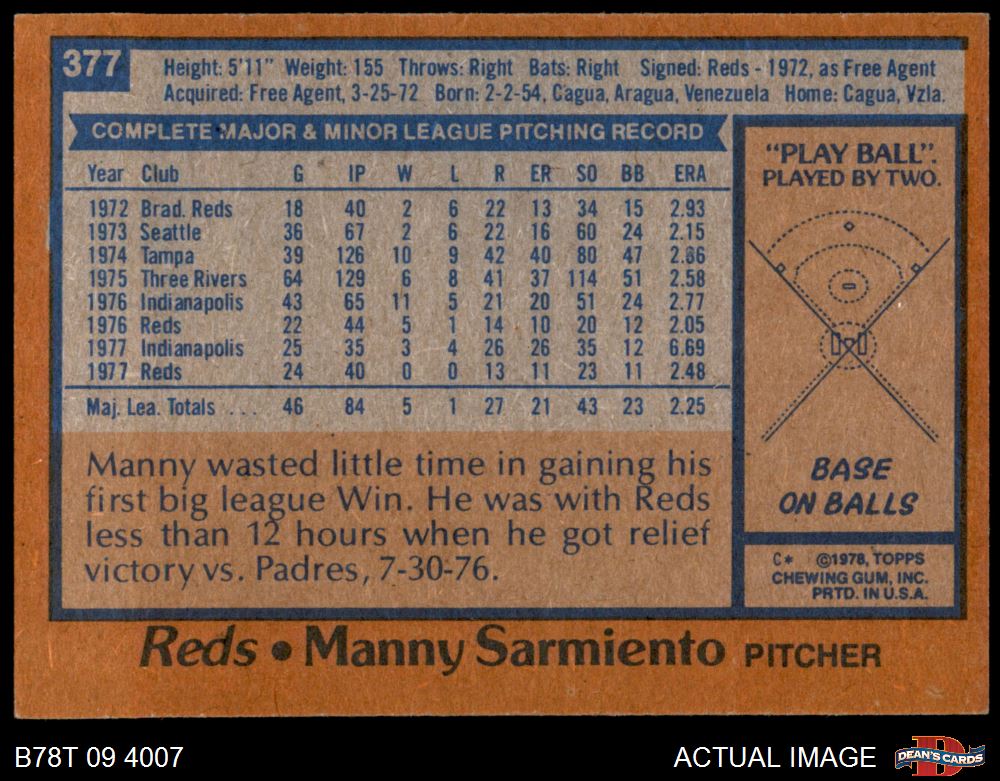 377
Height: 5'11" Weight: 155 Throws: Right Bats: Right Signed: Reds - 1972, as Free Agent
Acquired: Free Agent, 3-25-72 Born: 2-2-54, Cagua, Aragua, Venezuela Home: Cagua, Vzla.
COMPLETE MAJOR & MINOR LEAGUE PITCHING RECORD
Year Club G IP W L R ER SO BB ERA
1972 Brad. Reds 18 40 2 6 22 13 34 15 2.93
1973 Seattle 36 67 2 6 22 16 60 24 2.15
1974 Tampa 39 126 10 9 42 40 80 47 2.86
1975 Three Rivers 64 129 6 8 41 37 114 51 2.58
1976 Indianapolis 43 65 11 5 21 20 51 24 2.77
1976 Reds 22 44 5 1 14 10 20 12 2.05
1977 Indianapolis 25 35 3 4 26 26 35 12 6.69
1977 Reds 24 40 0 0 13 11 23 11 2.48
Maj. Lea. Totals ... 46 84 5 1 27 21 43 23 2.25
Manny wasted little time in gaining his
first big league Win. He was with Reds
less than 12 hours when he got relief
victory vs. Padres, 7-30-76.
"PLAY BALL".
PLAYED BY TWO.
BASE
ON BALLS
C* ©1978, TOPPS
CHEWING GUM, INC.
PRTD. IN U.S.A.
Reds • Manny Sarmiento PITCHER
B78T 09 4007
ACTUAL IMAGE
D
DEAN'S CARDS